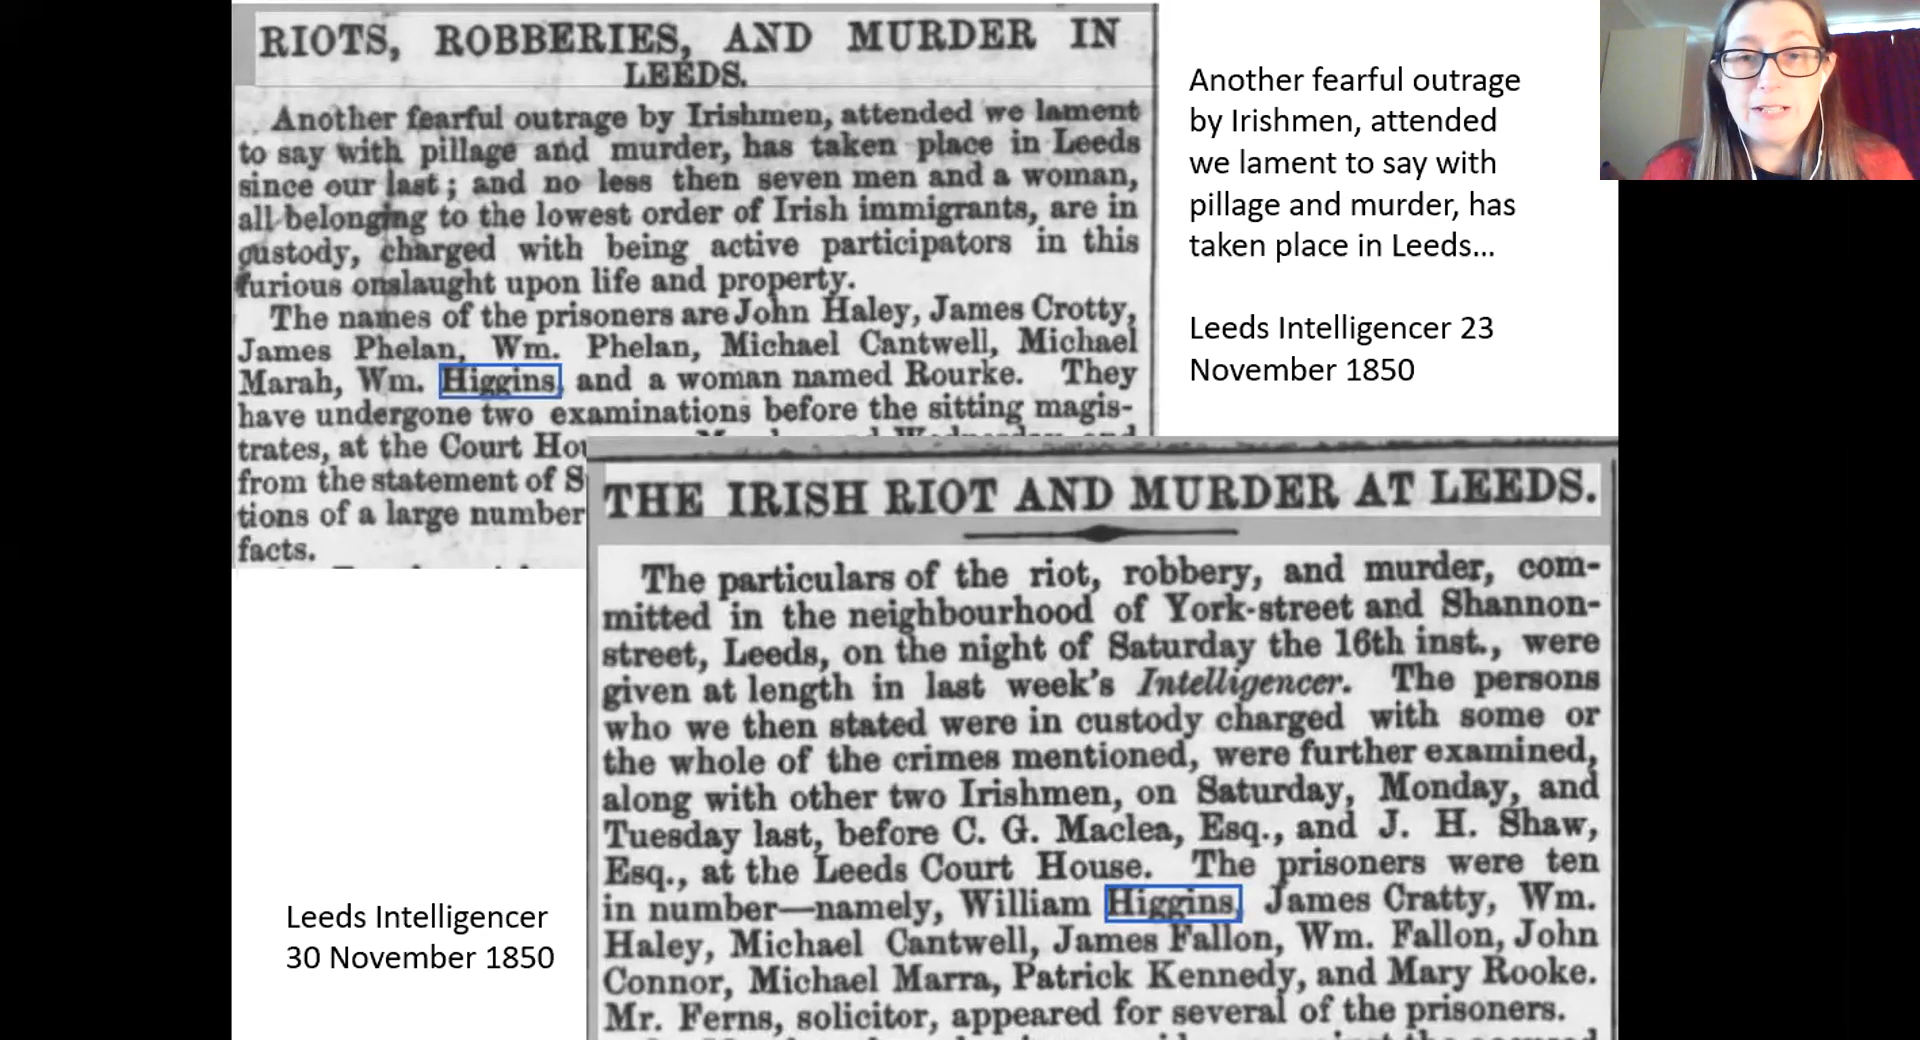 RIOTS, ROBBERIES, AND MURDER IN
LEEDS.
Another fearful outrage by Irishmen, attended we lament
to say with pillage and murder, has taken place in Leeds
since our last; and no less then seven men and a woman,
all belonging to the lowest order of Irish immigrants, are in
custody, charged with being active participators in this
furious onslaught upon life and property.
The names of the prisoners are John Haley, James Crotty,
James Phelan, Wm. Phelan, Michael Cantwell, Michael
Marah, Wm. Higgins, and a woman named Rourke. They
have undergone two examinations before the sitting magis-
trates, at the Court
from the statement of
tions of a large number
facts.
Another fearful outrage
by Irishmen, attended
we lament to say with
pillage and murder, has
taken place in Leeds...
Leeds Intelligencer 23
November 1850
THE IRISH RIOT AND MURDER AT LEEDS.
The particulars of the riot, robbery, and murder, com-
mitted in the neighbourhood of York-street and Shannon-
street, Leeds, on the night of Saturday the 16th inst., were
given at length in last week's Intelligencer. The persons
who we then stated were in custody charged with some or
the whole of the crimes mentioned, were further examined,
along with other two Irishmen, on Saturday, Monday, and
Tuesday last, before C. G. Maclea, Esq., and J. H. Shaw,
Esq., at the Leeds Court House. The prisoners were ten
in number—namely, William Higgins, James Cratty, Wm.
Haley, Michael Cantwell, James Fallon, Wm. Fallon, John
Connor, Michael Marra, Patrick Kennedy, and Mary Rooke.
Mr. Ferns, solicitor, appeared for several of the prisoners.
Leeds Intelligencer
30 November 1850